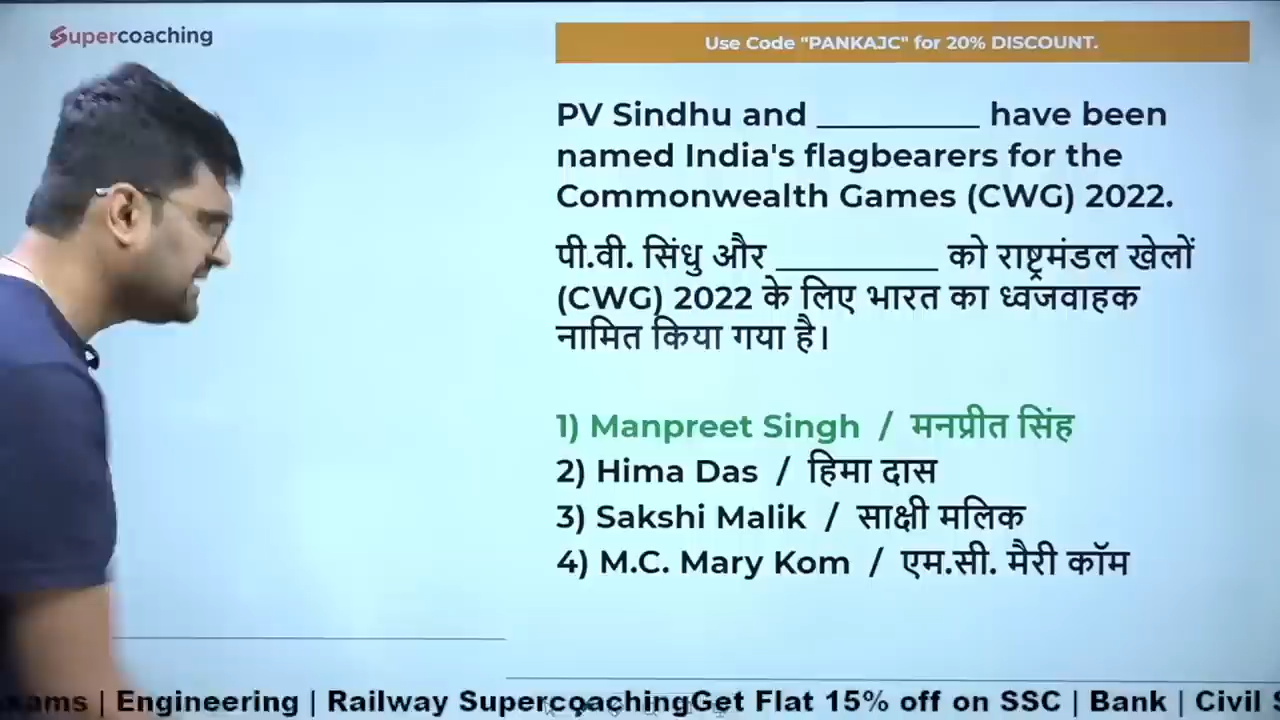 Supercoaching
Use Code "PANKAJC" for 20% DISCOUNT.
PV Sindhu and __________ have been
named India's flagbearers for the
Commonwealth Games (CWG) 2022.
पी.वी. सिंधु और __________ को राष्ट्रमंडल खेलों
(CWG) 2022 के लिए भारत का ध्वजवाहक
नामित किया गया है।
1) Manpreet Singh / मनप्रीत सिंह
2) Hima Das / हिमा दास
3) Sakshi Malik / साक्षी मलिक
4) M.C. Mary Kom / एम.सी. मैरी कॉम
| Engineering | Railway SupercoachingGet Flat 15% off on SSC | Bank | Civil